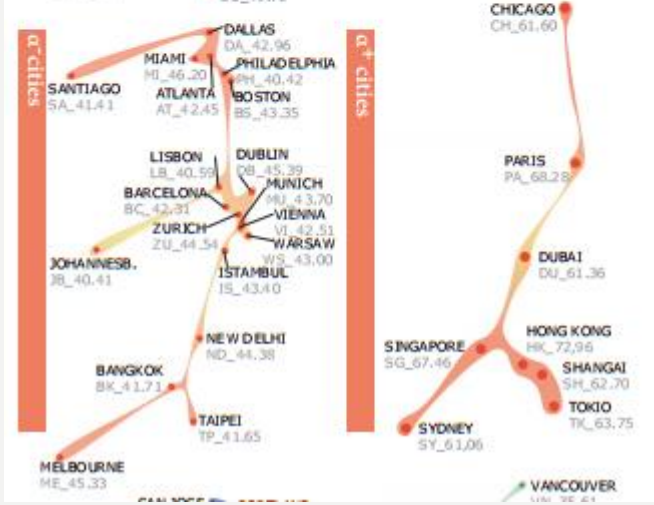 α⁻cities
DALLAS
DA_42.96
MIAMI
MI_46.20
PHILADELPHIA
PH_40.42
SANTIAGO
SA_41.41
ATLANTA
AT_42.45
BOSTON
BS_43.35
LISBON
LB_40.59
DUBLIN
DB_45.39
MUNICH
MU_43.70
BARCELONA
BC_42.31
VIENNA
VI_42.51
ZURICH
ZU_44.54
WARSAW
WS_43.00
JOHANNESB.
JB_40.41
ISTAMBUL
IS_43.40
NEW DELHI
ND_44.38
BANGKOK
BK_41.71
TAIPEI
TP_41.65
MELBOURNE
ME_45.33
α⁺ cities
CHICAGO
CH_61.60
PARIS
PA_68.28
DUBAI
DU_61.36
HONG KONG
HK_72,96
SINGAPORE
SG_67.46
SHANGAI
SH_62.70
TOKIO
TK_63.75
SYDNEY
SY_61,06
VANCOUVER